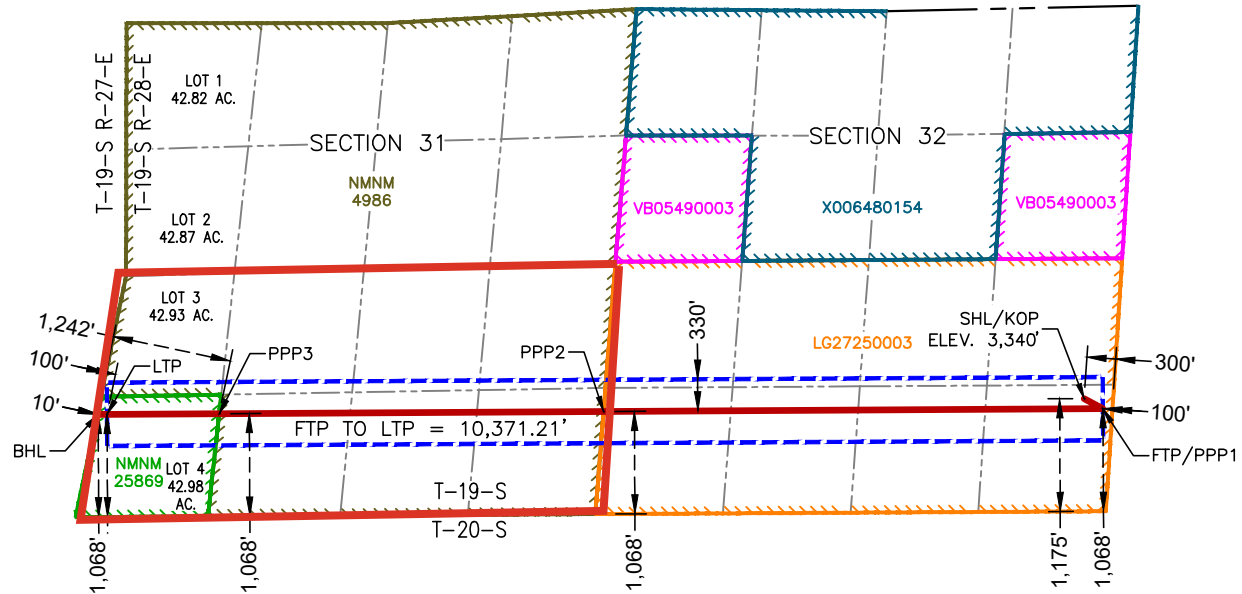 T-19-S R-27-E
T-19-S R-28-E
LOT 1
42.82 AC.
SECTION 31
SECTION 32
NMNM
4986
VB05490003
X006480154
VB05490003
LOT 2
42.87 AC.
LOT 3
42.93 AC.
1,242'
330'
SHL/KOP
ELEV. 3,340'
LG27250003
100'
LTP
PPP3
PPP2
300'
10'
100'
BHL
FTP TO LTP = 10,371.21'
FTP/PPP1
NMNM
25869
LOT 4
42.98
AC.
T-19-S
T-20-S
1,068'
1,068'
1,068'
1,175'
1,068'